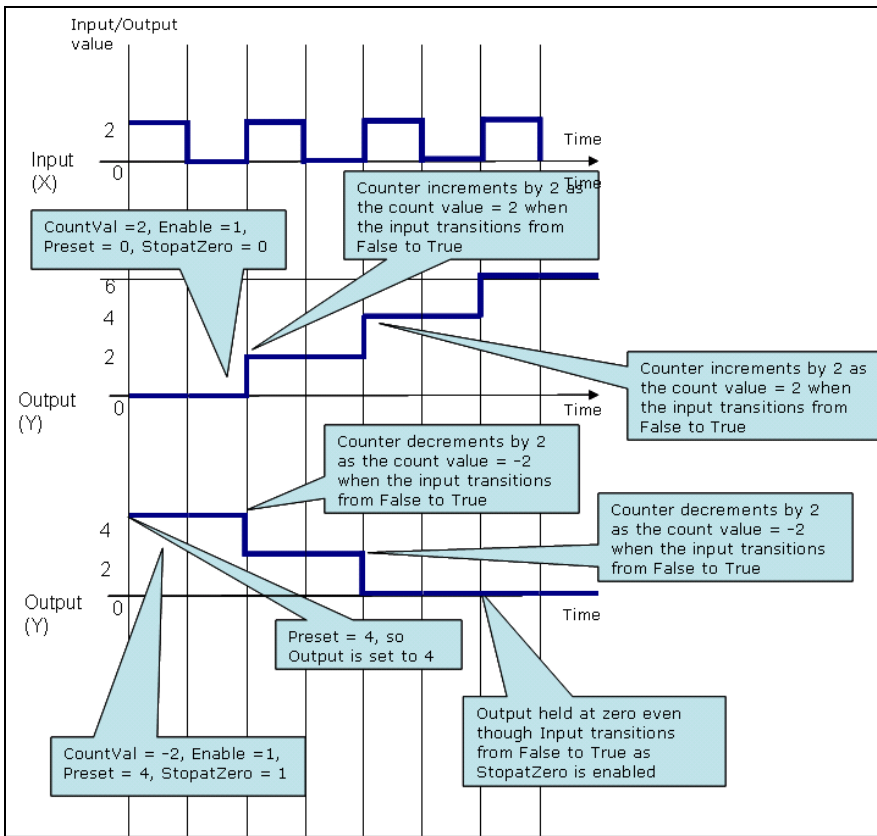 Input/Output
value
2
Input
(X)
0
Time
Time
Counter increments by 2 as
the count value = 2 when
the input transitions from
False to True
CountVal =2, Enable =1,
Preset = 0, StopatZero = 0
6
4
2
Output
(Y)
0
Time
Counter increments by 2 as
the count value = 2 when
the input transitions from
False to True
Counter decrements by 2
as the count value = -2
when the input transitions
from False to True
Counter decrements by 2
as the count value = -2
when the input transitions
from False to True
4
2
Output
(Y)
0
Time
Preset = 4, so
Output is set to 4
CountVal = -2, Enable =1,
Preset = 4, StopatZero = 1
Output held at zero even
though Input transitions
from False to True as
StopatZero is enabled